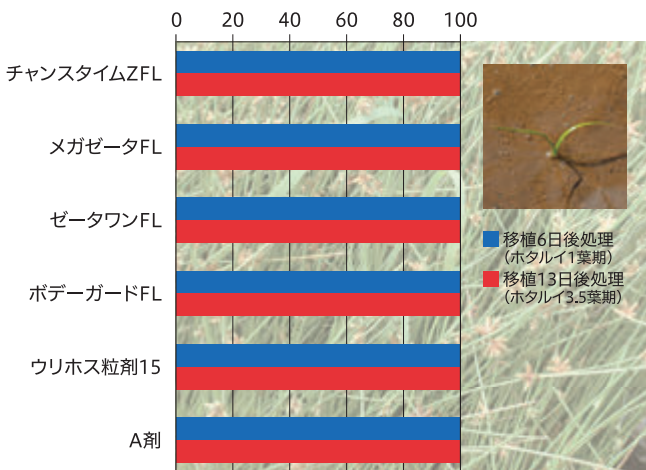 0 20 40 60 80 100
チャンスタイムZFL
メガゼータFL
ゼータワンFL
ボデーガードFL
ウリホス粒剤15
A剤
移植6日後処理
（ホタルイ1葉期）
移植13日後処理
（ホタルイ3.5葉期）